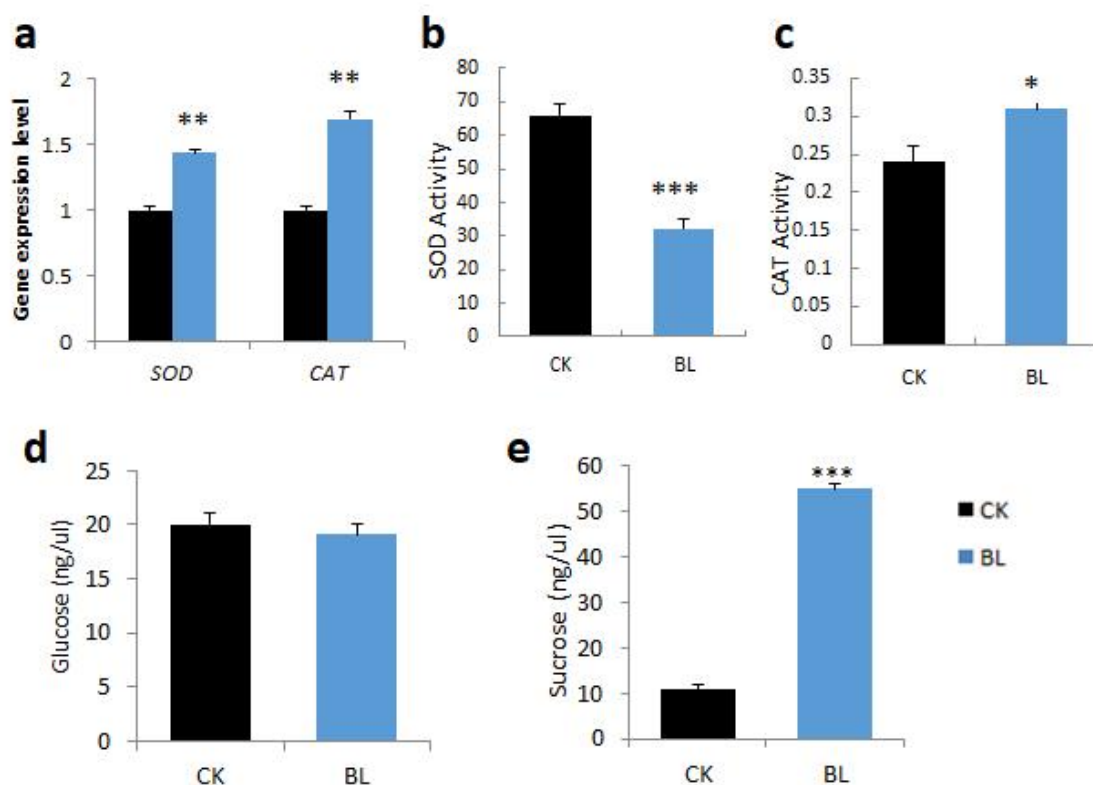 a
Gene expression level
2
1.5
1
0.5
0
**
**
SOD
CAT
b
SOD Activity
80
70
60
50
40
30
20
10
0
***
CK
BL
c
CAT Activity
0.35
0.3
0.25
0.2
0.15
0.1
0.05
0
*
CK
BL
d
Glucose (ng/ul)
25
20
15
10
5
0
CK
BL
e
Sucrose (ng/ul)
60
50
40
30
20
10
0
***
CK
BL
CK
BL